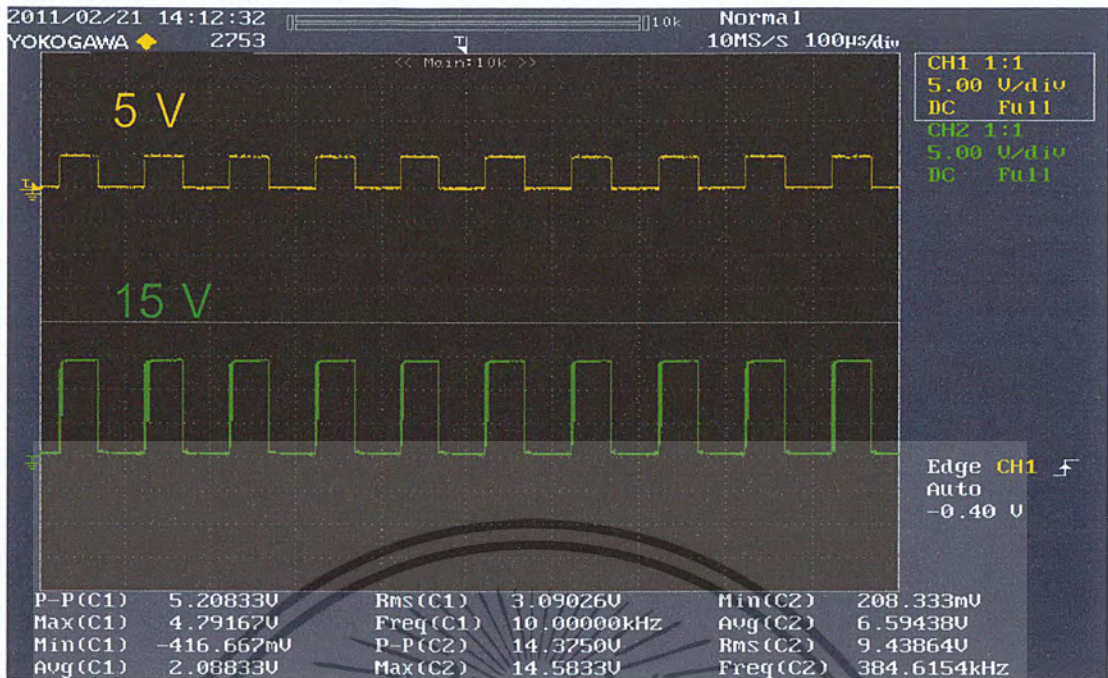 2011/02/21 14:12:32 10k Normal
YOKOGAWA 2753 T 10MS/s 100µs/div
<< Main:10k >>
CH1 1:1
5.00 V/div
DC Full
CH2 1:1
5.00 V/div
DC Full
5 V
15 V
Edge CH1
Auto
-0.40 V
P-P(C1) 5.20833V Rms(C1) 3.09026V Min(C2) 208.333mV
Max(C1) 4.79167V Freq(C1) 10.00000kHz Avg(C2) 6.59438V
Min(C1) -416.667mV P-P(C2) 14.3750V Rms(C2) 9.43864V
Avg(C1) 2.08833V Max(C2) 14.5833V Freq(C2) 384.6154kHz